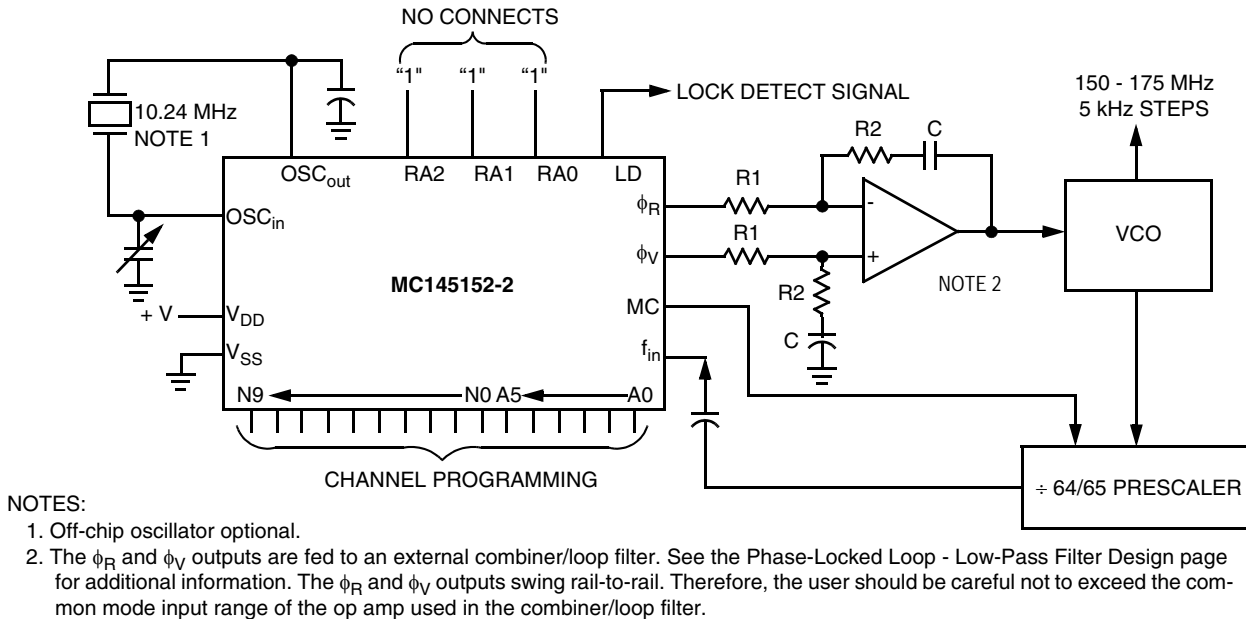 NO CONNECTS
“1" “1" “1"
LOCK DETECT SIGNAL
150 - 175 MHz
5 kHz STEPS
10.24 MHz
NOTE 1
R2 C
OSCout RA2 RA1 RA0 LD
R1
ϕR
OSCin
- 
VCO
R1
ϕV
+
MC145152-2
NOTE 2
R2
MC
+ V
VDD
C
fin
VSS
N9 N0 A5 A0
CHANNEL PROGRAMMING
÷ 64/65 PRESCALER
NOTES:
1. Off-chip oscillator optional.
2. The ϕR and ϕV outputs are fed to an external combiner/loop filter. See the Phase-Locked Loop - Low-Pass Filter Design page
for additional information. The ϕR and ϕV outputs swing rail-to-rail. Therefore, the user should be careful not to exceed the com-
mon mode input range of the op amp used in the combiner/loop filter.